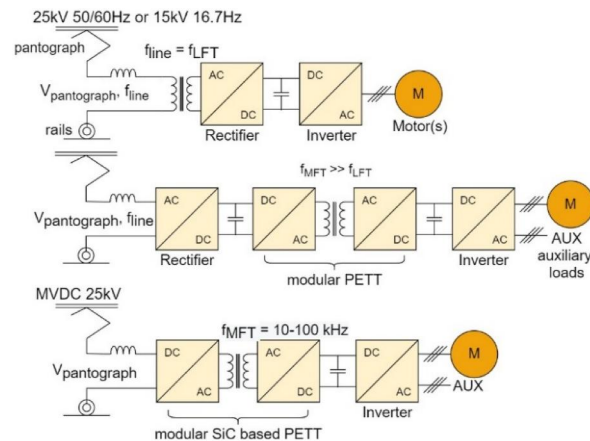 25kV 50/60Hz or 15kV 16.7Hz
pantograph
fline = fLFT
Vpantograph, fline
AC
DC
DC
AC
M
rails
Rectifier
Inverter
Motor(s)
fMFT >> fLFT
Vpantograph, fline
AC
DC
DC
AC
AC
DC
DC
AC
M
Rectifier
modular PETT
Inverter
AUX
auxiliary
loads
MVDC 25kV
fMFT = 10-100 kHz
Vpantograph
DC
AC
AC
DC
DC
AC
M
AUX
Inverter
modular SiC based PETT